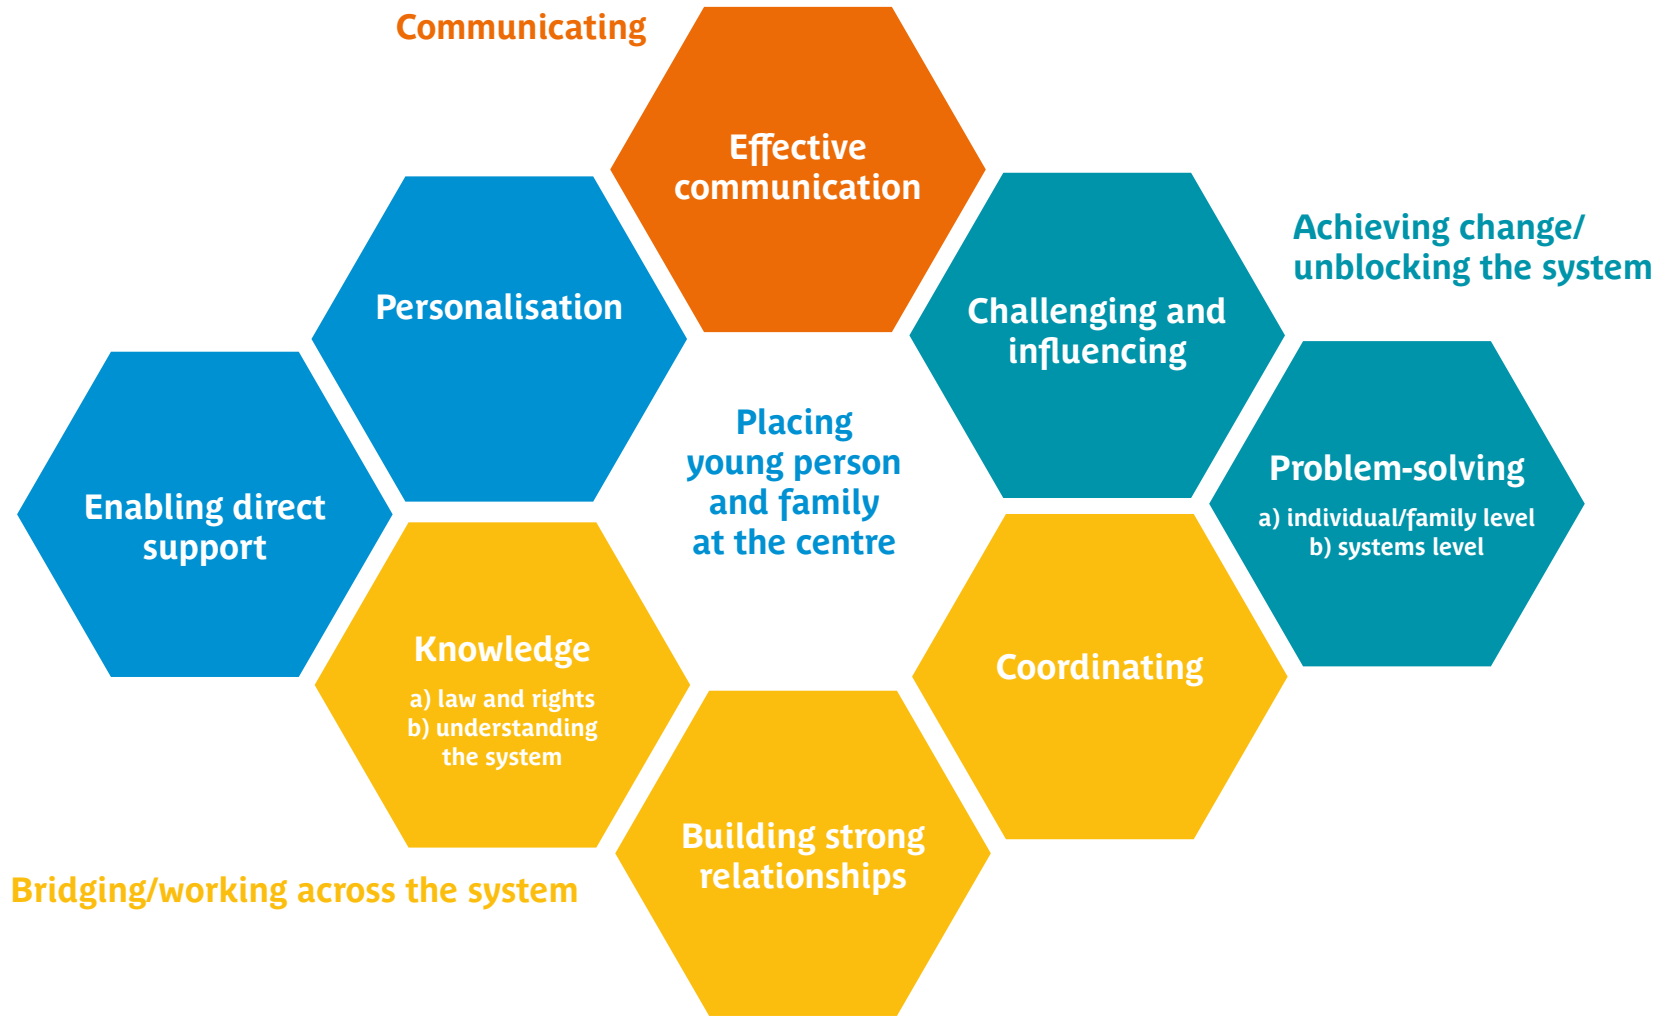 Communicating
Effective
communication
Personalisation
Challenging and
influencing
Achieving change/
unblocking the system
Enabling direct
support
Placing
young person
and family
at the centre
Problem-solving
a) individual/family level
b) systems level
Knowledge
a) law and rights
b) understanding
the system
Coordinating
Building strong
relationships
Bridging/working across the system